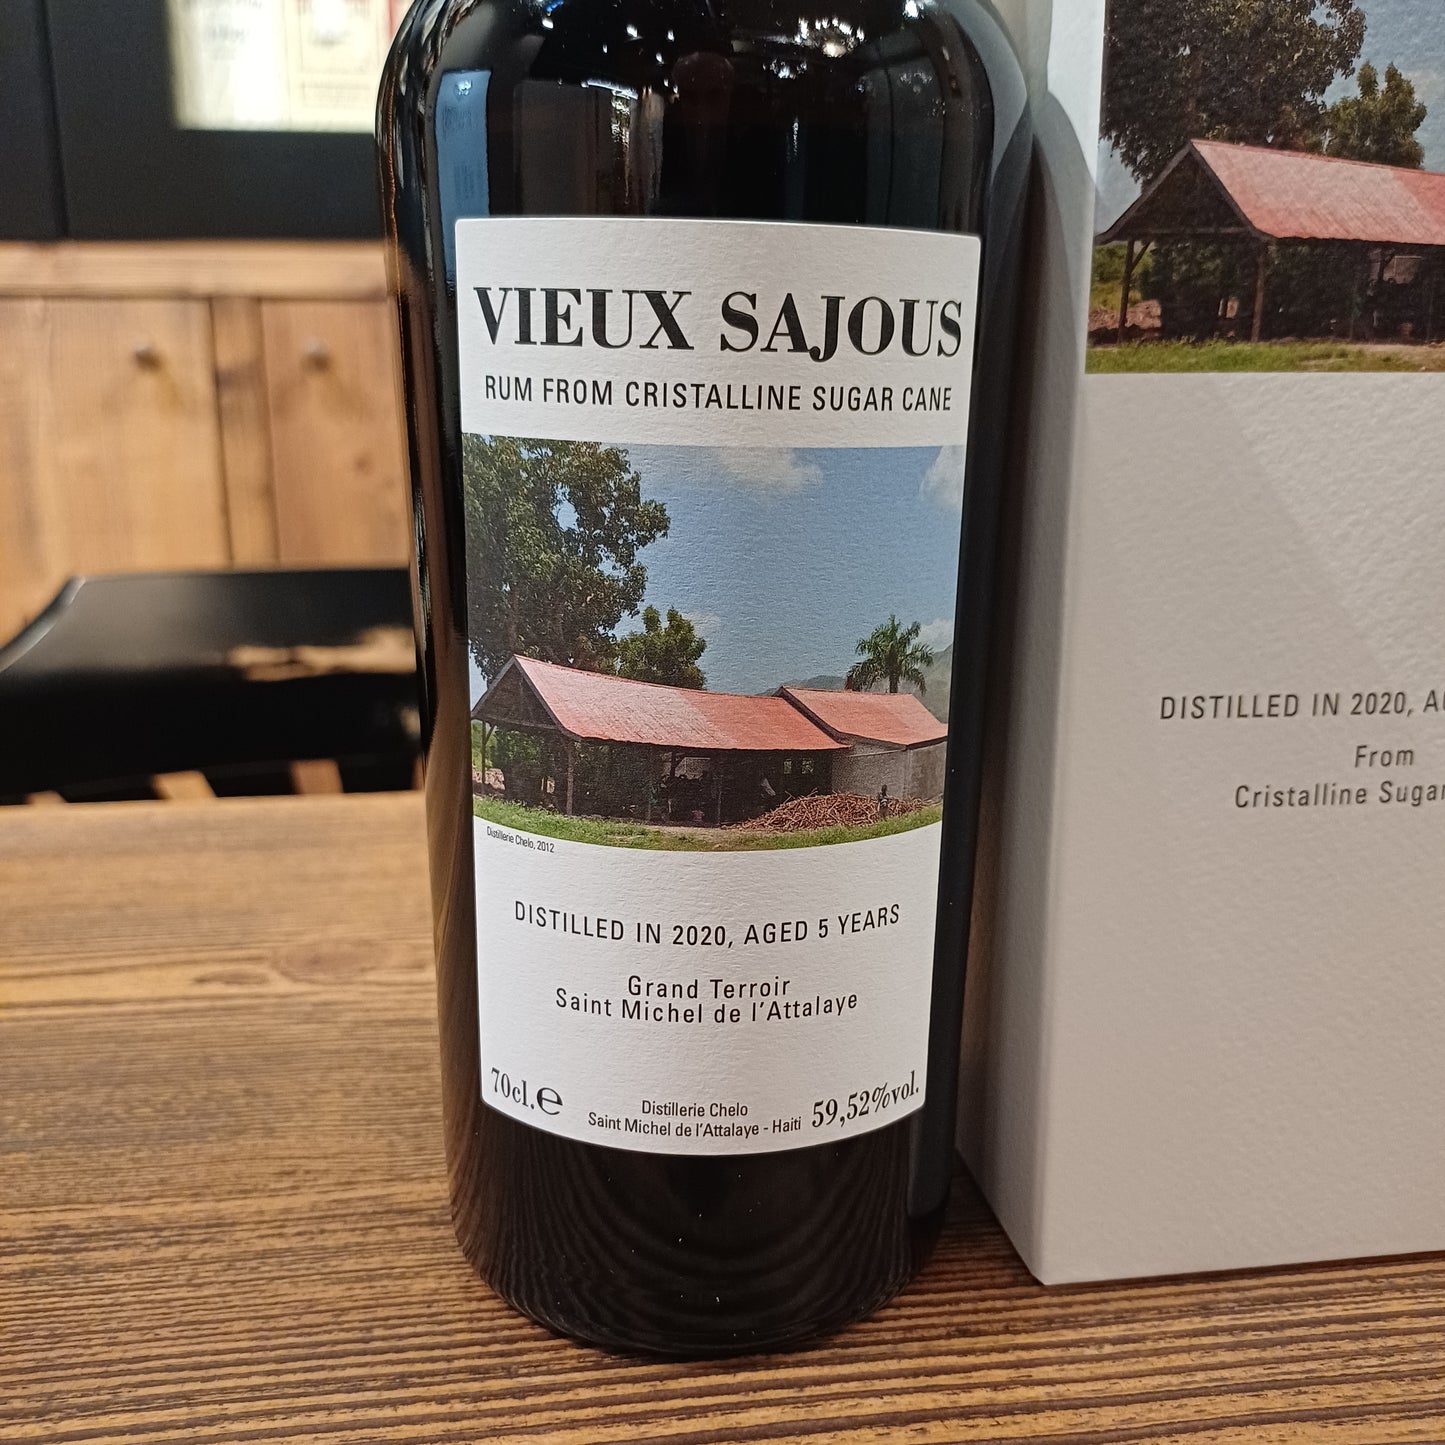 VIEUX SAJOUS
RUM FROM CRISTALLINE SUGAR CANE
Distillerie Chelo, 2012
DISTILLED IN 2020, AGED 5 YEARS
Grand Terroir
Saint Michel de l'Attalaye
70cl.℮
Distillerie Chelo
Saint Michel de l'Attalaye - Haiti
59,52%vol.
DISTILLED IN 2020,
From
Cristalline Sugar